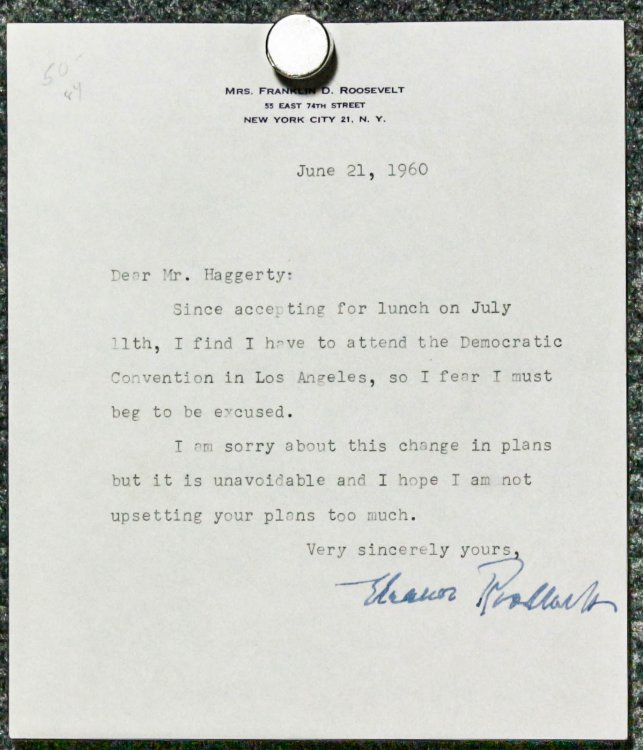 50
MRS. FRANKLIN D. ROOSEVELT
55 EAST 74TH STREET
NEW YORK CITY 21, N. Y.
June 21, 1960
Dear Mr. Haggerty:
Since accepting for lunch on July
11th, I find I have to attend the Democratic
Convention in Los Angeles, so I fear I must
beg to be excused.
I am sorry about this change in plans
but it is unavoidable and I hope I am not
upsetting your plans too much.
Very sincerely yours,
Eleanor Roosevelt